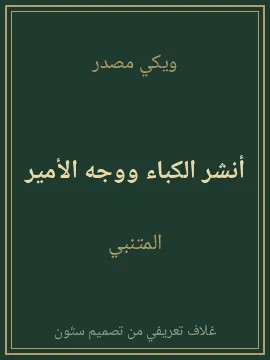 ويكي مصدر
أنشر الكباء ووجه الأمير
المتنبي
غلاف تعريفي من تصميم سثون